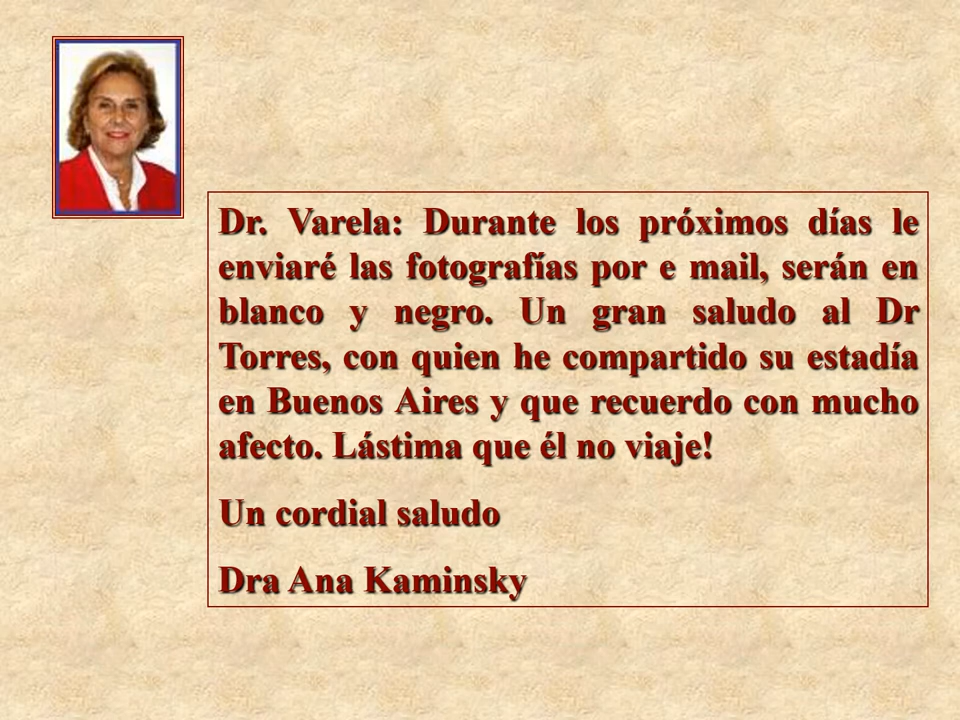 Dr. Varela: Durante los próximos días le
enviaré las fotografías por e mail, serán en
blanco y negro. Un gran saludo al Dr
Torres, con quien he compartido su estadía
en Buenos Aires y que recuerdo con mucho
afecto. Lástima que él no viaje!
Un cordial saludo
Dra Ana Kaminsky